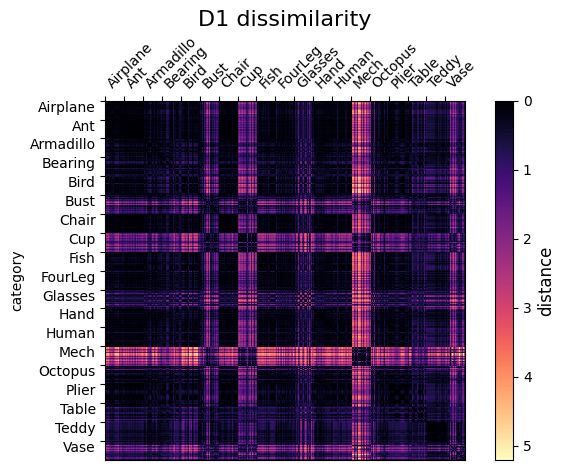 D1 dissimilarity
Airplane
Ant
Armadillo
Bearing
Bird
Bust
Chair
Cup
Fish
FourLeg
Glasses
Hand
Human
Mech
Octopus
Plier
Table
Teddy
Vase
Airplane
Ant
Armadillo
Bearing
Bird
Bust
Chair
Cup
Fish
FourLeg
Glasses
Hand
Human
Mech
Octopus
Plier
Table
Teddy
Vase
category
0
1
2
3
4
5
distance